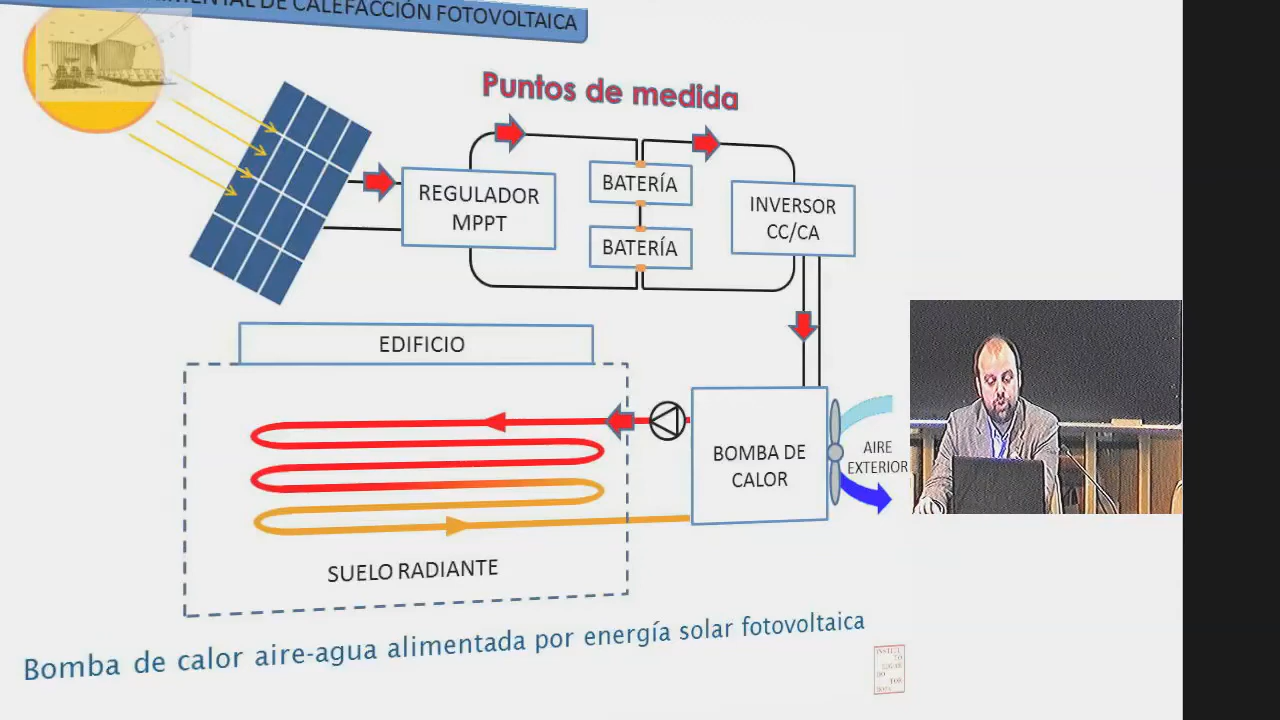 DE CALEFACCIÓN FOTOVOLTAICA
Puntos de medida
REGULADOR
MPPT
BATERÍA
BATERÍA
INVERSOR
CC/CA
EDIFICIO
BOMBA DE
CALOR
AIRE
EXTERIOR
SUELO RADIANTE
Bomba de calor aire-agua alimentada por energía solar fotovoltaica